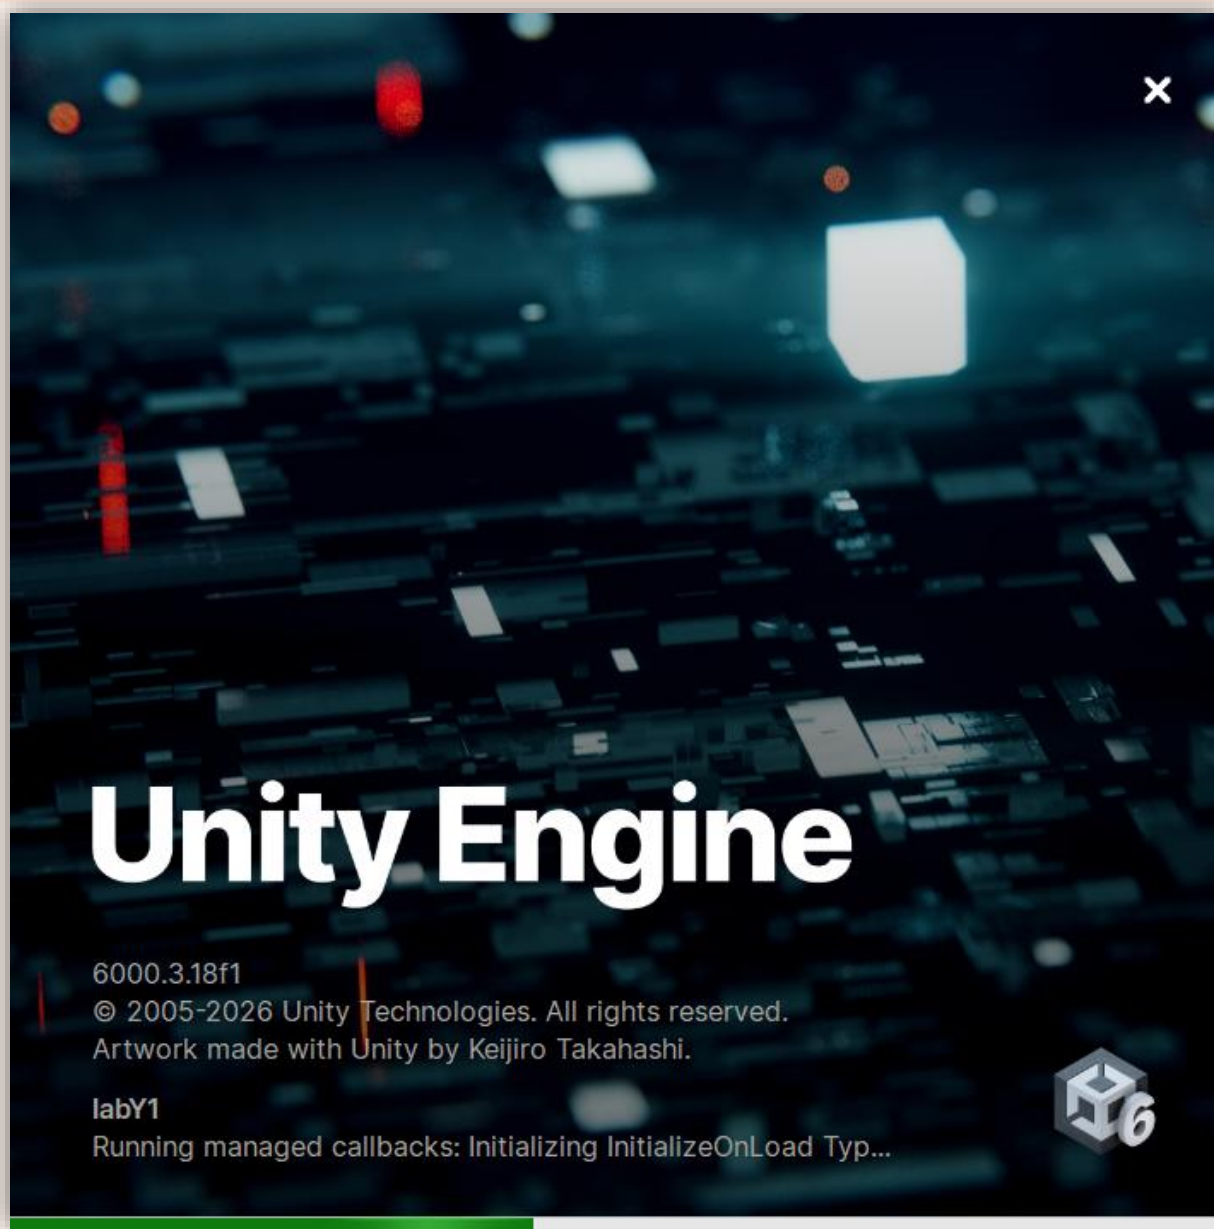 Unity Engine
6000.3.18f1
© 2005-2026 Unity Technologies. All rights reserved.
Artwork made with Unity by Keijiro Takahashi.
labY1
Running managed callbacks: Initializing InitializeOnLoad Typ...
6